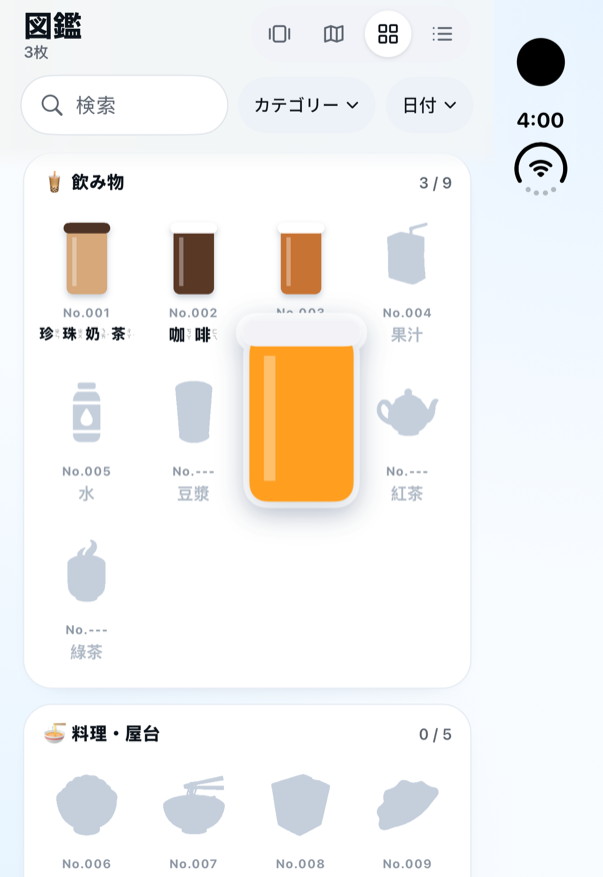 図鑑
3枚
検索
カテゴリー
日付
4:00
飲み物
3 / 9
No.001
No.002
No.003
No.004
珍珠奶茶
咖啡
果汁
No.005
No.---
No.---
水
豆漿
紅茶
No.---
綠茶
料理・屋台
0 / 5
No.006
No.007
No.008
No.009